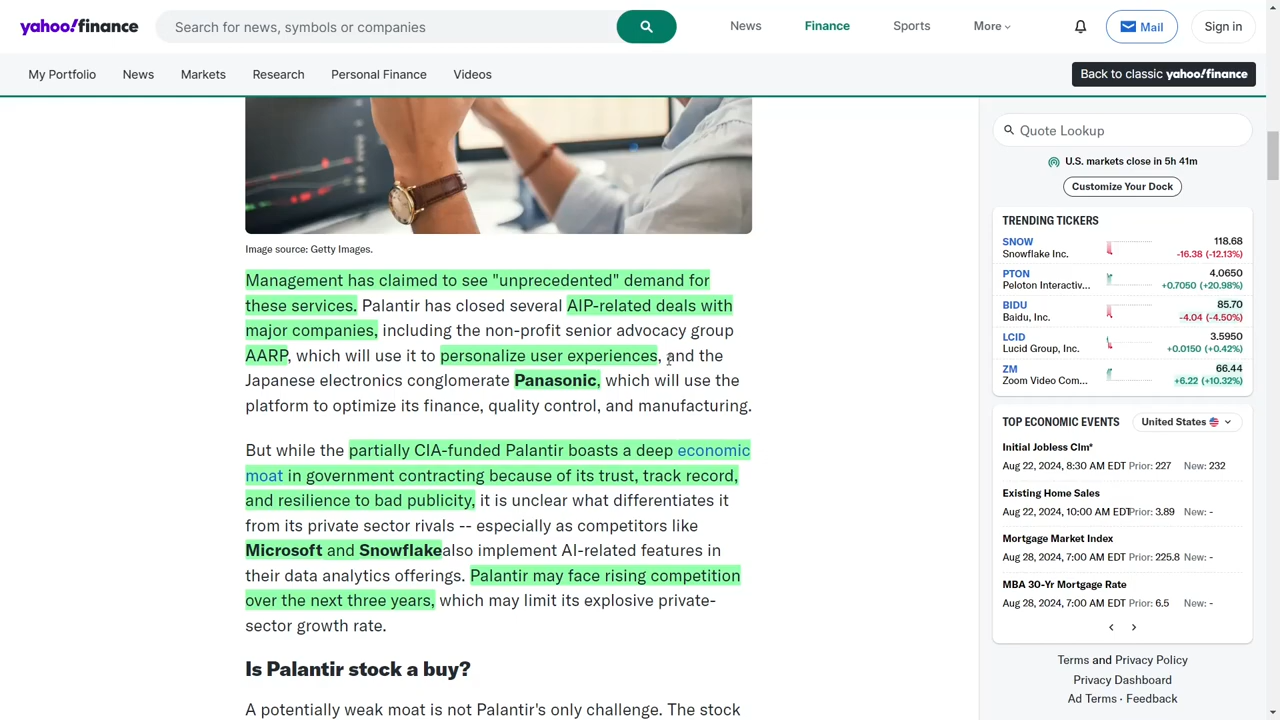 yahoo!finance
Search for news, symbols or companies
News
Finance
Sports
More
Mail
Sign in
My Portfolio
News
Markets
Research
Personal Finance
Videos
Back to classic yahoo!finance
Image source: Getty Images.
Management has claimed to see "unprecedented" demand for
these services. Palantir has closed several AIP-related deals with
major companies, including the non-profit senior advocacy group
AARP, which will use it to personalize user experiences, and the
Japanese electronics conglomerate Panasonic, which will use the
platform to optimize its finance, quality control, and manufacturing.
But while the partially CIA-funded Palantir boasts a deep economic
moat in government contracting because of its trust, track record,
and resilience to bad publicity, it is unclear what differentiates it
from its private sector rivals -- especially as competitors like
Microsoft and Snowflakealso implement AI-related features in
their data analytics offerings. Palantir may face rising competition
over the next three years, which may limit its explosive private-
sector growth rate.
Is Palantir stock a buy?
A potentially weak moat is not Palantir's only challenge. The stock
Quote Lookup
U.S. markets close in 5h 41m
Customize Your Dock
TRENDING TICKERS
SNOW 118.68
Snowflake Inc. -16.38 (-12.13%)
PTON 4.0650
Peloton Interactiv... +0.7050 (+20.98%)
BIDU 85.70
Baidu, Inc. -4.04 (-4.50%)
LCID 3.5950
Lucid Group, Inc. +0.0150 (+0.42%)
ZM 66.44
Zoom Video Com... +6.22 (+10.32%)
TOP ECONOMIC EVENTS United States
Initial Jobless Clm*
Aug 22, 2024, 8:30 AM EDT Prior: 227 New: 232
Existing Home Sales
Aug 22, 2024, 10:00 AM EDT Prior: 3.89 New: -
Mortgage Market Index
Aug 28, 2024, 7:00 AM EDT Prior: 225.8 New: -
MBA 30-Yr Mortgage Rate
Aug 28, 2024, 7:00 AM EDT Prior: 6.5 New: -
Terms and Privacy Policy
Privacy Dashboard
Ad Terms · Feedback